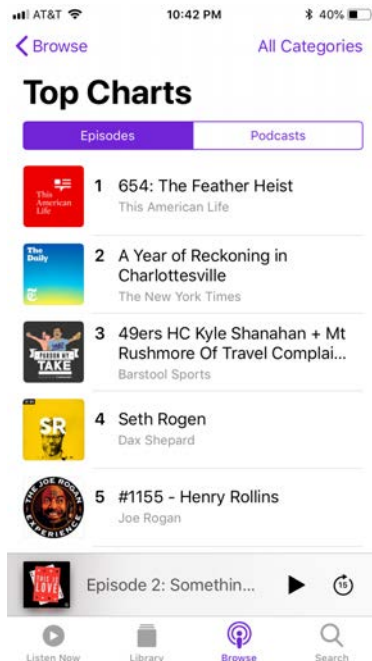 AT&T 10:42 PM 40%
Browse All Categories
Top Charts
Episodes Podcasts
This
American
Life
1 654: The Feather Heist
This American Life
The
Daily
2 A Year of Reckoning in
Charlottesville
The New York Times
PARDON MY
TAKE
3 49ers HC Kyle Shanahan + Mt
Rushmore Of Travel Complai...
Barstool Sports
SR
4 Seth Rogen
Dax Shepard
THE JOE ROGAN
EXPERIENCE
5 #1155 - Henry Rollins
Joe Rogan
THIS IS
LOVE
Episode 2: Somethin... 15
Listen Now Library Browse Search